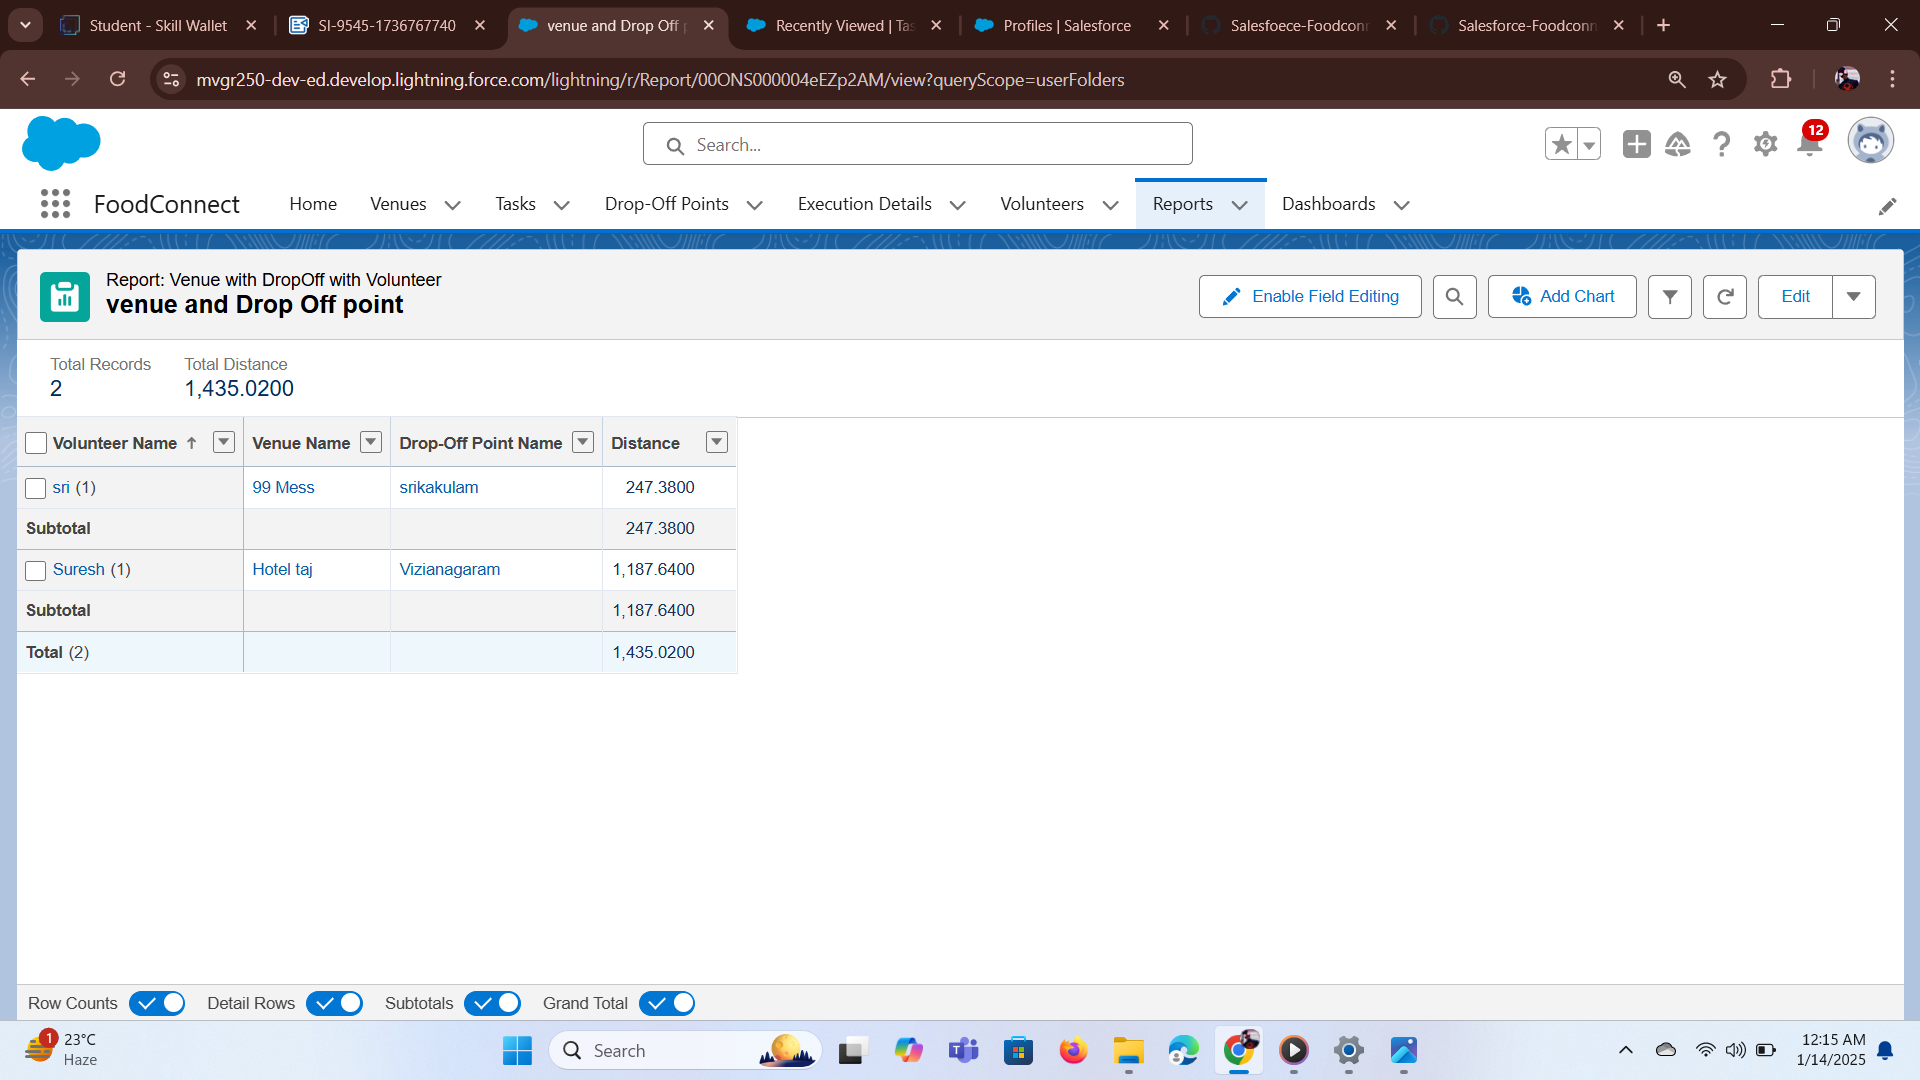 Student - Skill Wallet
SI-9545-1736767740
venue and Drop Off p
Recently Viewed | Tas
Profiles | Salesforce
Salesfoece-Foodconn
Salesforce-Foodconn
mvgr250-dev-ed.develop.lightning.force.com/lightning/r/Report/00ONS000004eEZp2AM/view?queryScope=userFolders
Search...
12
FoodConnect
Home
Venues
Tasks
Drop-Off Points
Execution Details
Volunteers
Reports
Dashboards
Report: Venue with DropOff with Volunteer
venue and Drop Off point
Enable Field Editing
Add Chart
Edit
Total Records
2
Total Distance
1,435.0200
Volunteer Name ↑ Venue Name Drop-Off Point Name Distance
sri (1) 99 Mess srikakulam 247.3800
Subtotal 247.3800
Suresh (1) Hotel taj Vizianagaram 1,187.6400
Subtotal 1,187.6400
Total (2) 1,435.0200
Row Counts Detail Rows Subtotals Grand Total
1
23°C
Haze
Search
12:15 AM
1/14/2025